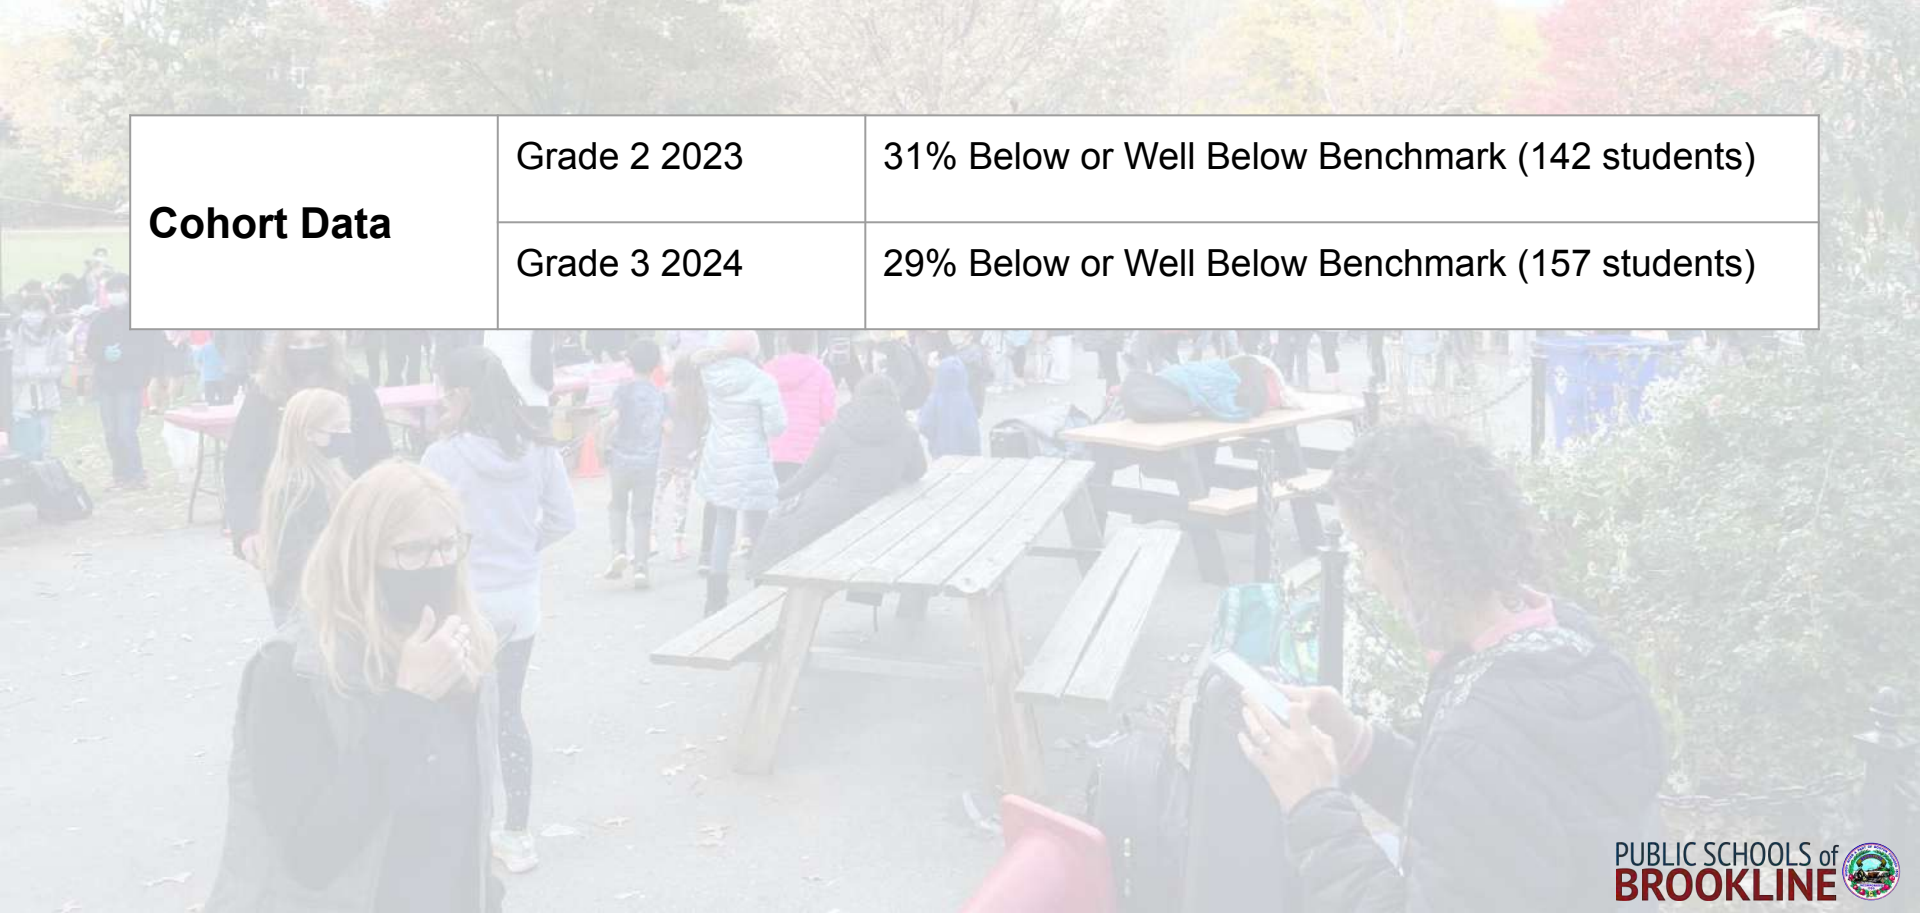 Cohort Data
Grade 2 2023
31% Below or Well Below Benchmark (142 students)
Grade 3 2024
29% Below or Well Below Benchmark (157 students)
PUBLIC SCHOOLS of
BROOKLINE